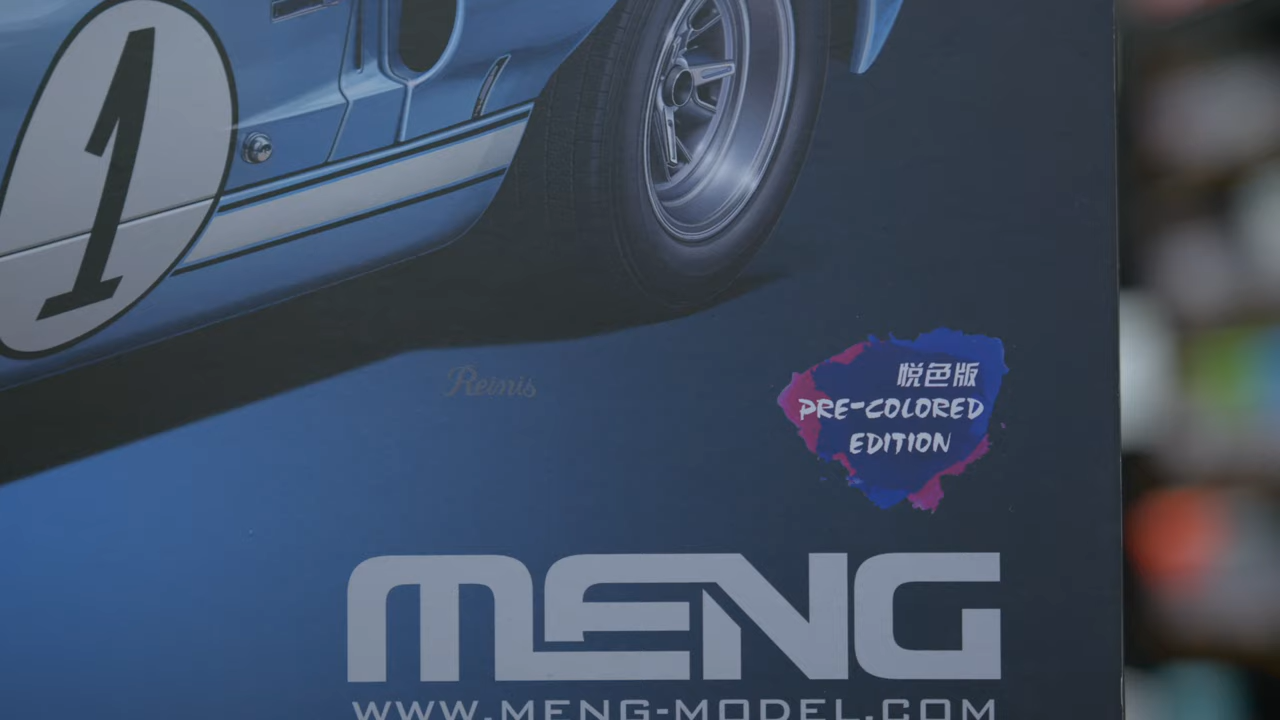 1
Reinis
悦色版
PRE-COLORED
EDITION
MENG
WWW.MENG-MODEL.COM